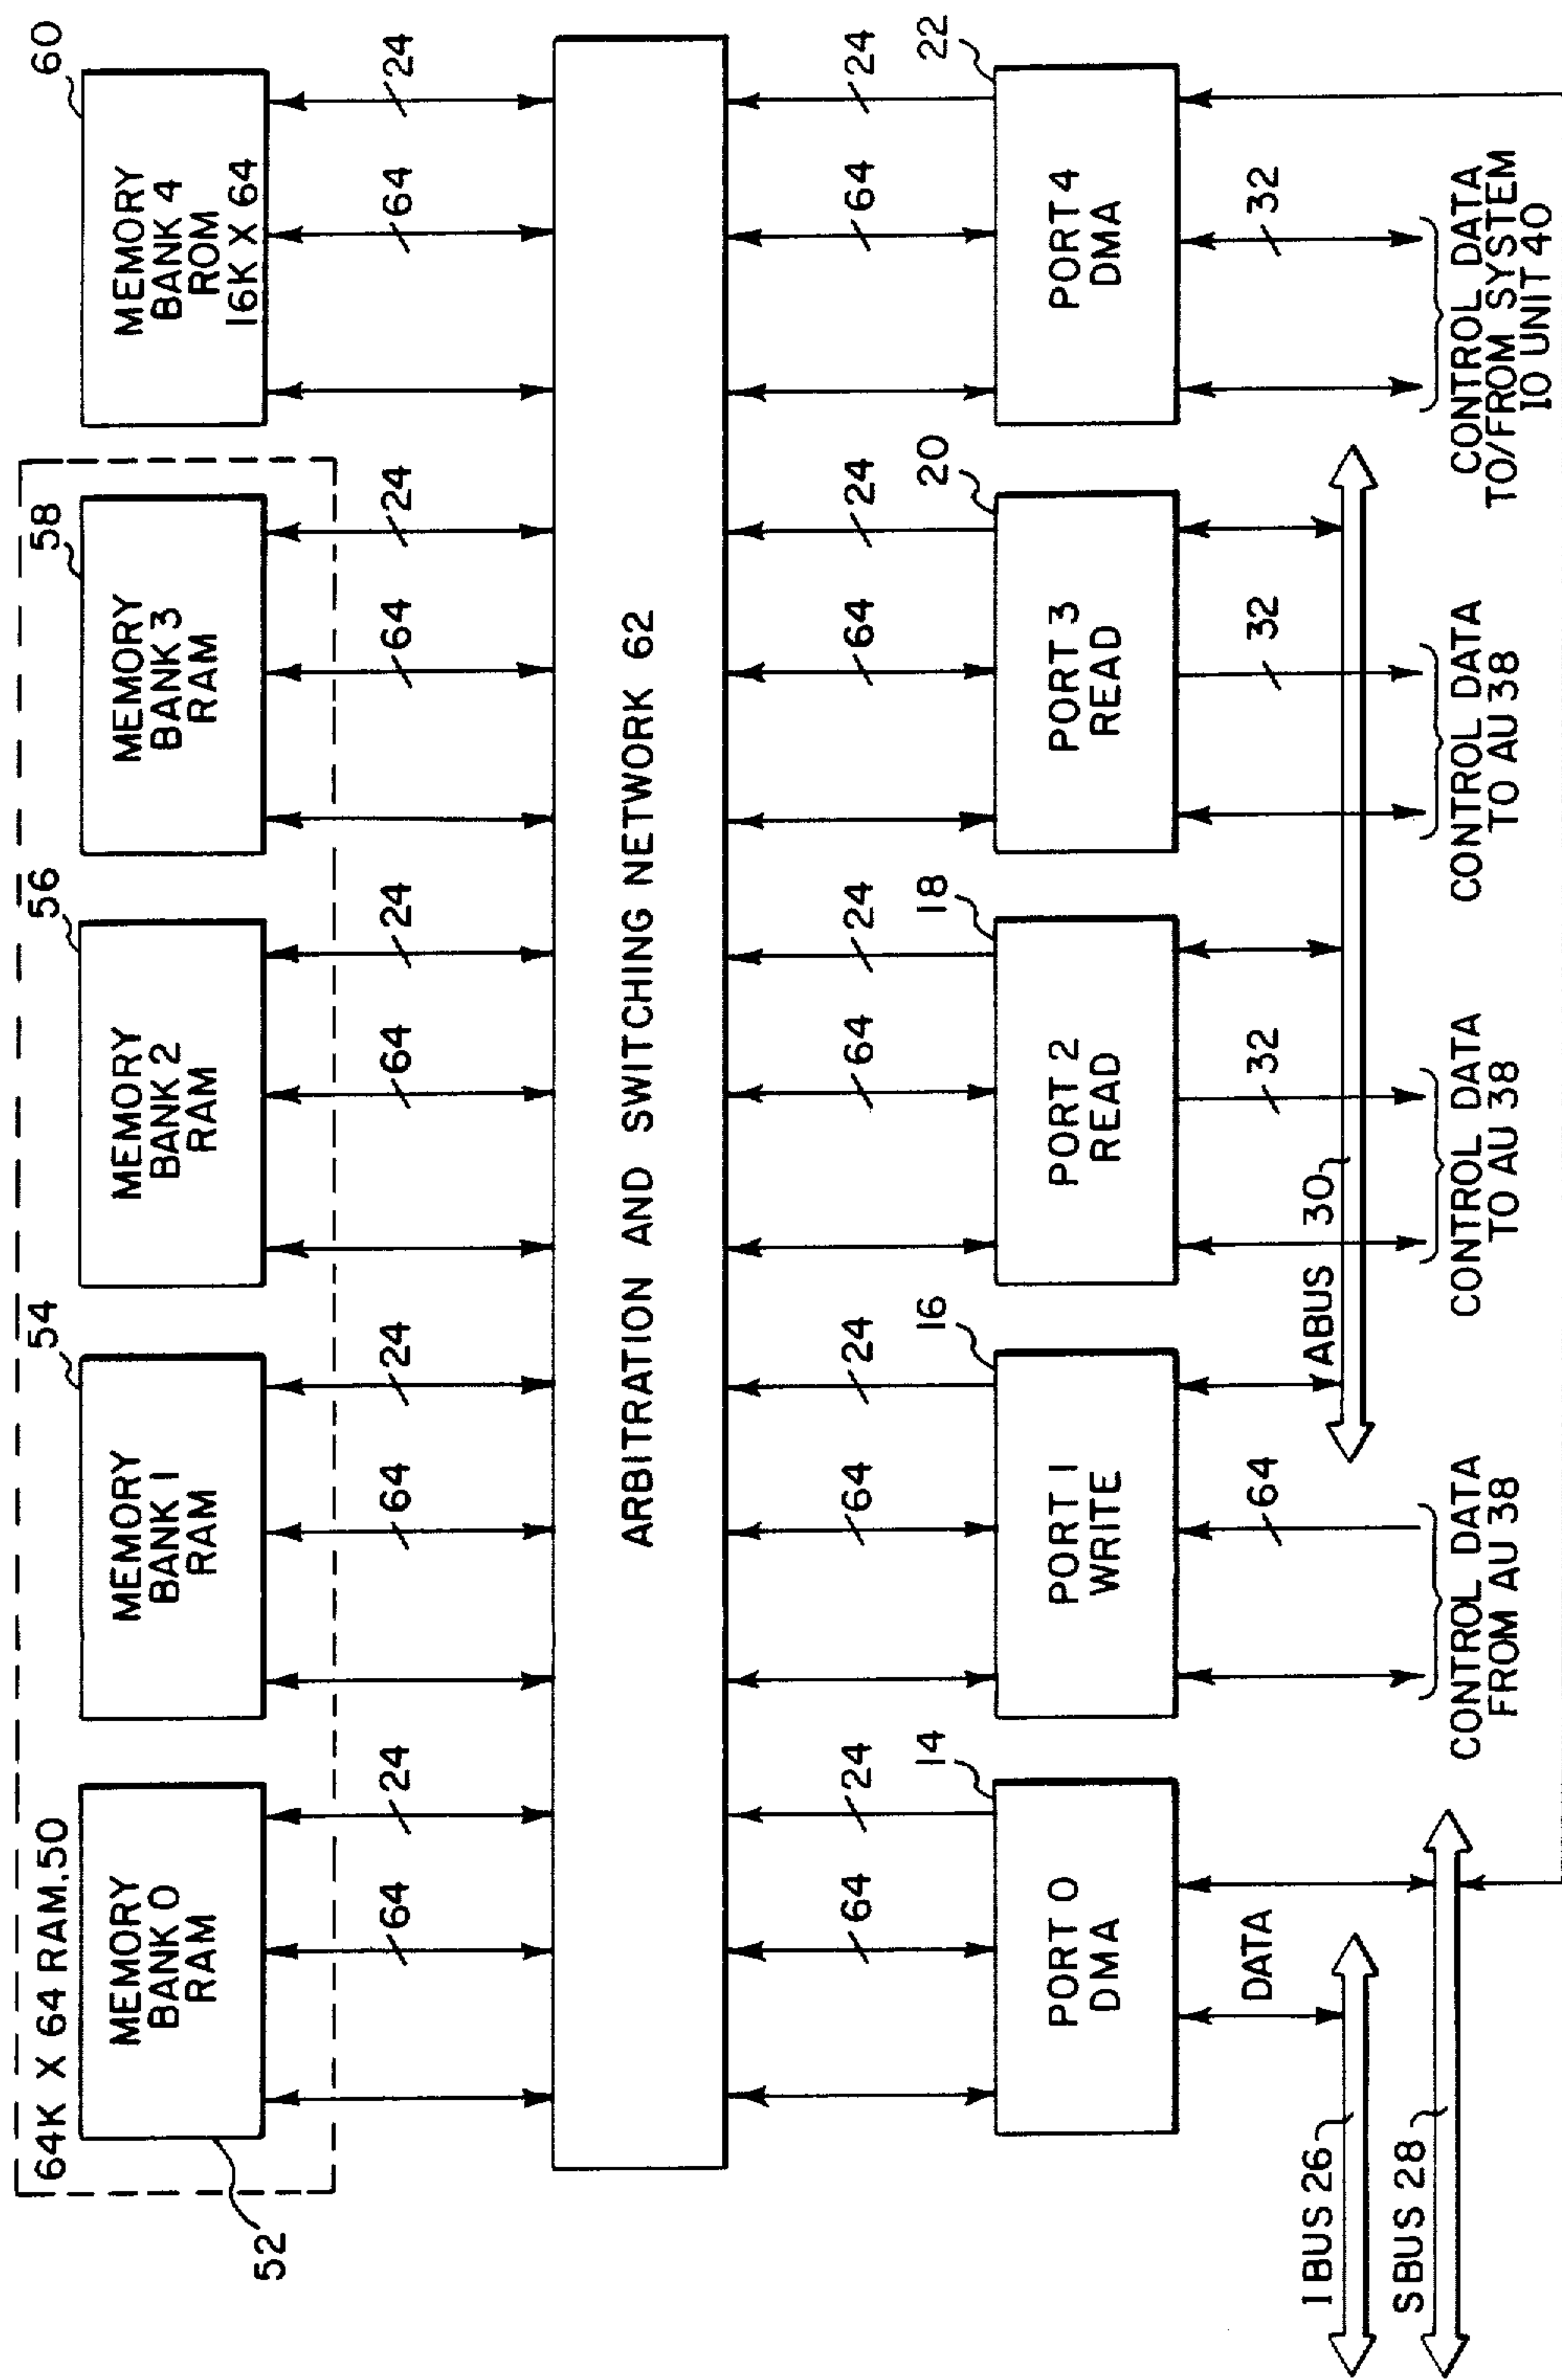 64K X 64 RAM.50
52
54
56
58
60
MEMORY
BANK 0
RAM
MEMORY
BANK 1
RAM
MEMORY
BANK 2
RAM
MEMORY
BANK 3
RAM
MEMORY
BANK 4
ROM
16K X 64
64
24
64
24
64
24
64
24
64
24
ARBITRATION AND SWITCHING NETWORK 62
64
24
64
24
64
24
64
24
64
24
14
16
18
20
22
PORT 0
DMA
PORT 1
WRITE
PORT 2
READ
PORT 3
READ
PORT 4
DMA
DATA
64
32
32
32
I BUS 26
ABUS 30
SBUS 28
CONTROL DATA
FROM AU 38
CONTROL DATA
TO AU 38
CONTROL DATA
TO AU 38
CONTROL DATA
TO/FROM SYSTEM
IO UNIT 40